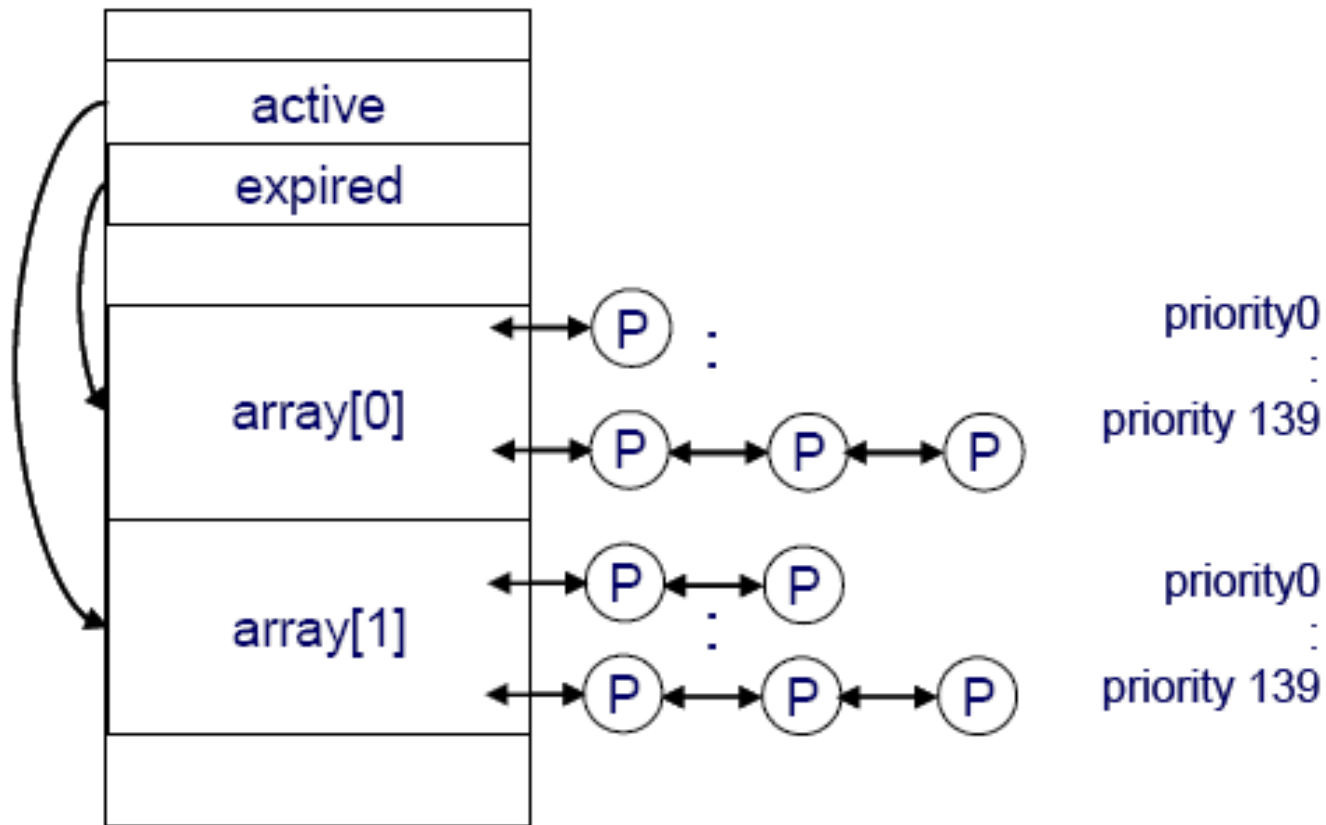 active
expired
P
:
priority0
:
array[0]
P P P
priority 139
P P
priority0
:
:
array[1]
P P P
priority 139